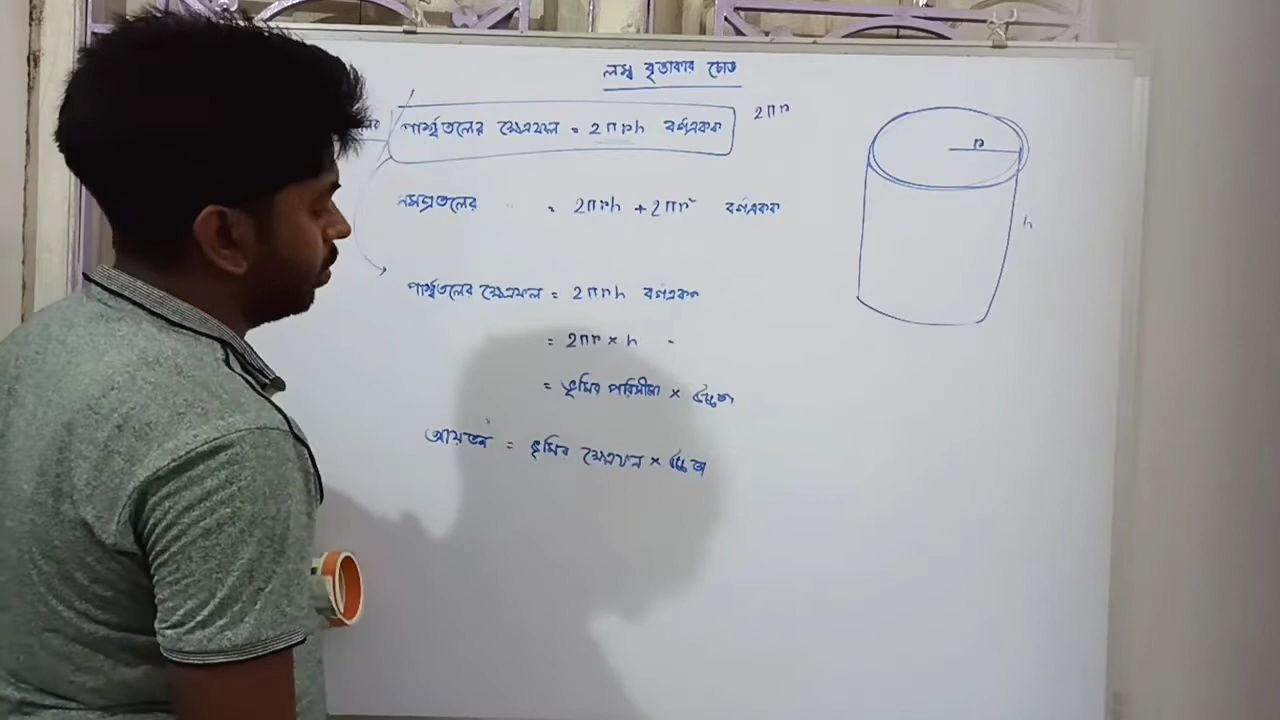 লম্ব বৃত্তাকার চোঙ
পার্শ্বতলের ক্ষেত্রফল = 2πrh বর্গএকক
2πr
সমগ্রতলের " = 2πrh + 2πr² বর্গএকক
r
h
পার্শ্বতলের ক্ষেত্রফল = 2πrh বর্গএকক
= 2πr × h "
= ভূমির পরিসীমা × উচ্চতা
আয়তন = ভূমির ক্ষেত্রফল × উচ্চতা